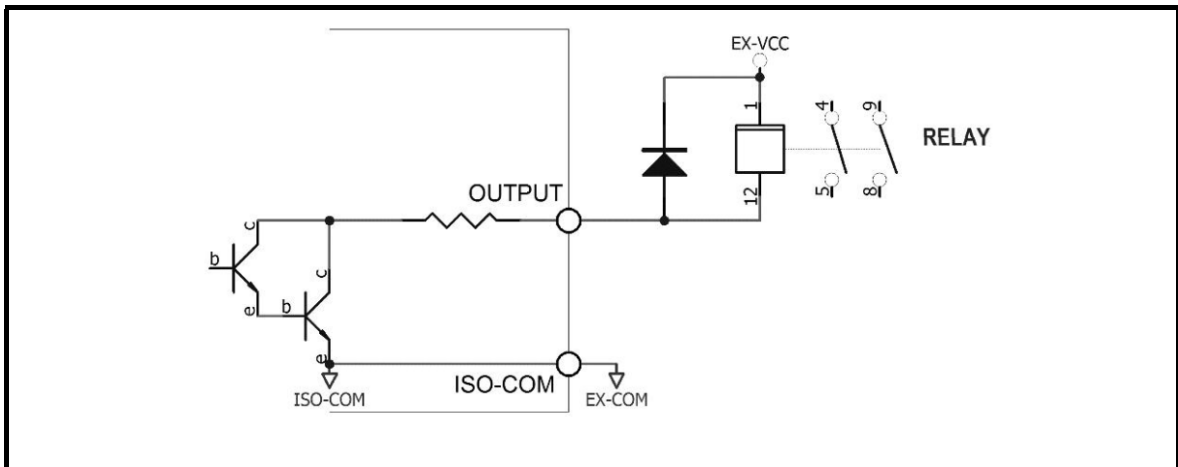 EX-VCC
1
4
9
RELAY
12
5
8
OUTPUT
c
b
c
e
b
e
ISO-COM
ISO-COM
EX-COM